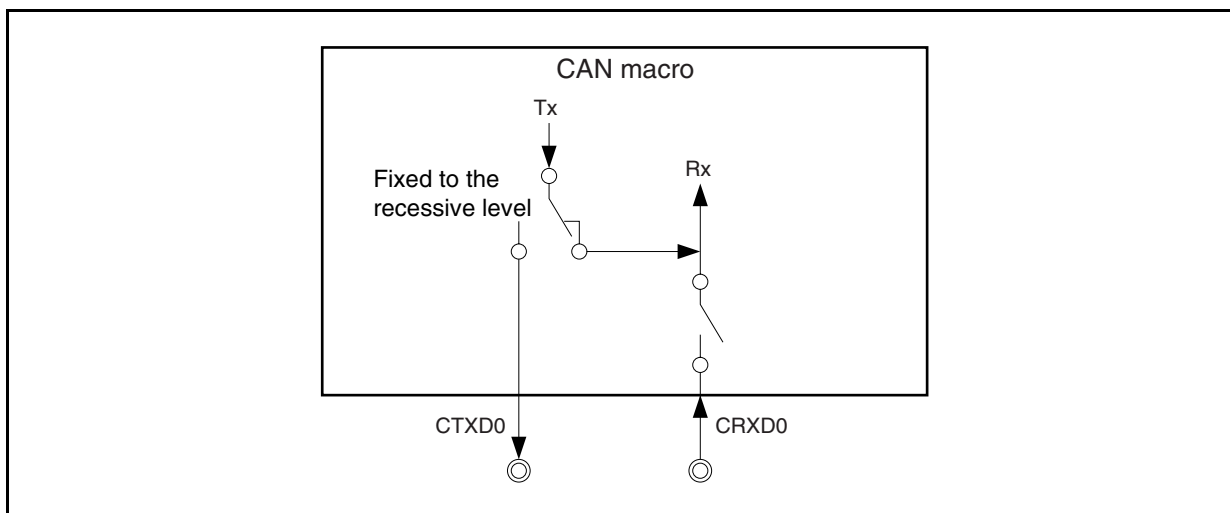 CAN macro
Tx
Rx
Fixed to the
recessive level
CTXD0
CRXD0